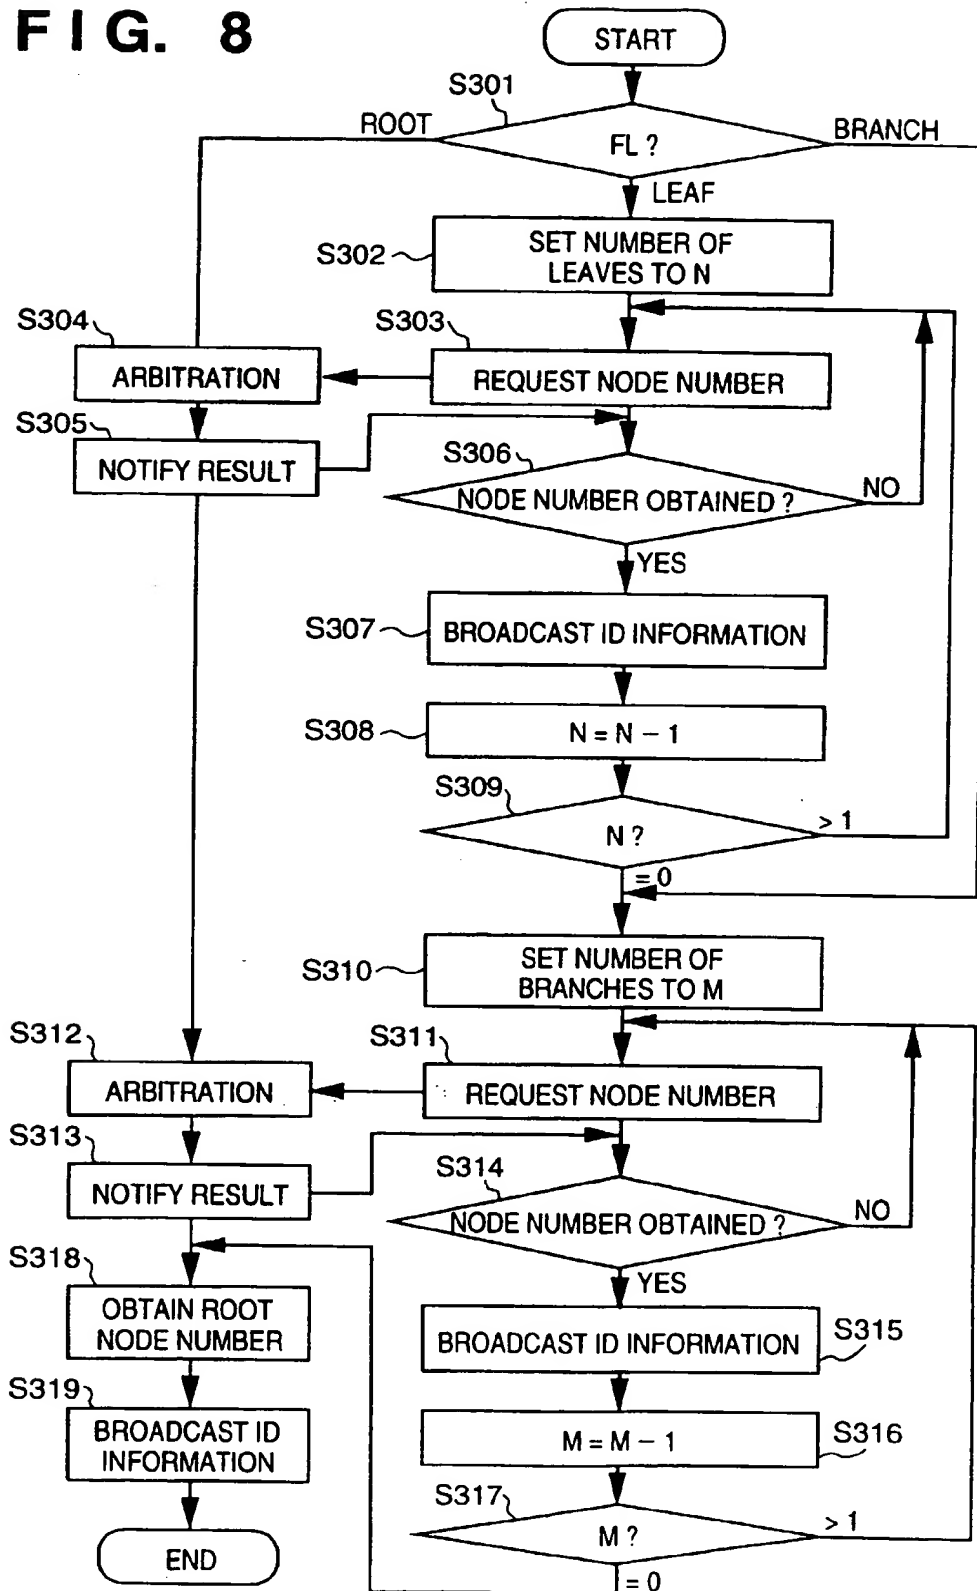 FIG. 8
START
S301
ROOT
FL ?
BRANCH
LEAF
S302
SET NUMBER OF
LEAVES TO N
S304
S303
ARBITRATION
REQUEST NODE NUMBER
S305
NOTIFY RESULT
S306
NODE NUMBER OBTAINED ?
NO
YES
S307
BROADCAST ID INFORMATION
S308
N = N – 1
S309
N ?
> 1
= 0
S310
SET NUMBER OF
BRANCHES TO M
S312
S311
ARBITRATION
REQUEST NODE NUMBER
S313
NOTIFY RESULT
S314
NODE NUMBER OBTAINED ?
NO
S318
YES
OBTAIN ROOT
NODE NUMBER
BROADCAST ID INFORMATION
S315
S319
BROADCAST ID
INFORMATION
M = M – 1
S316
S317
M ?
> 1
END
= 0